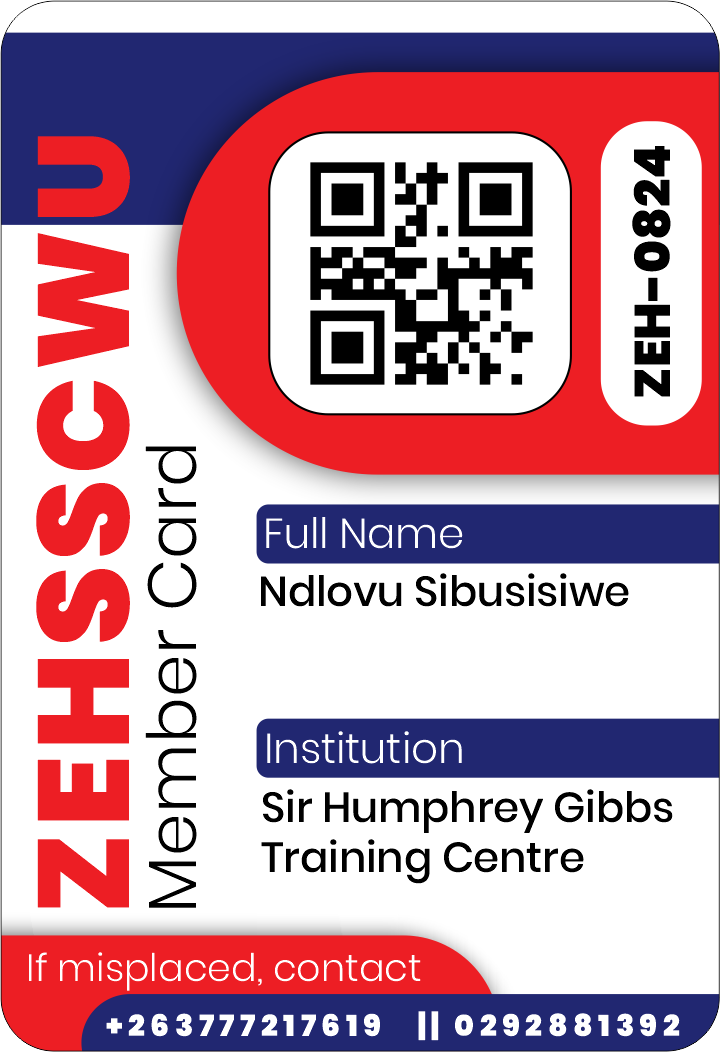 ZEHSSCWU
Member Card
ZEH-0824
Full Name
Ndlovu Sibusisiwe
Institution
Sir Humphrey Gibbs
Training Centre
If misplaced, contact
+263777217619 || 0292881392